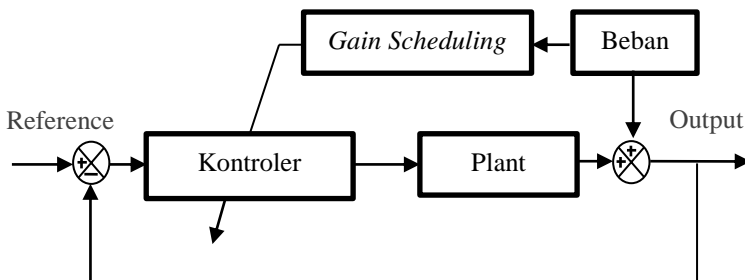 Gain Scheduling
Beban
Reference
Output
+
−
Kontroler
Plant
+
+